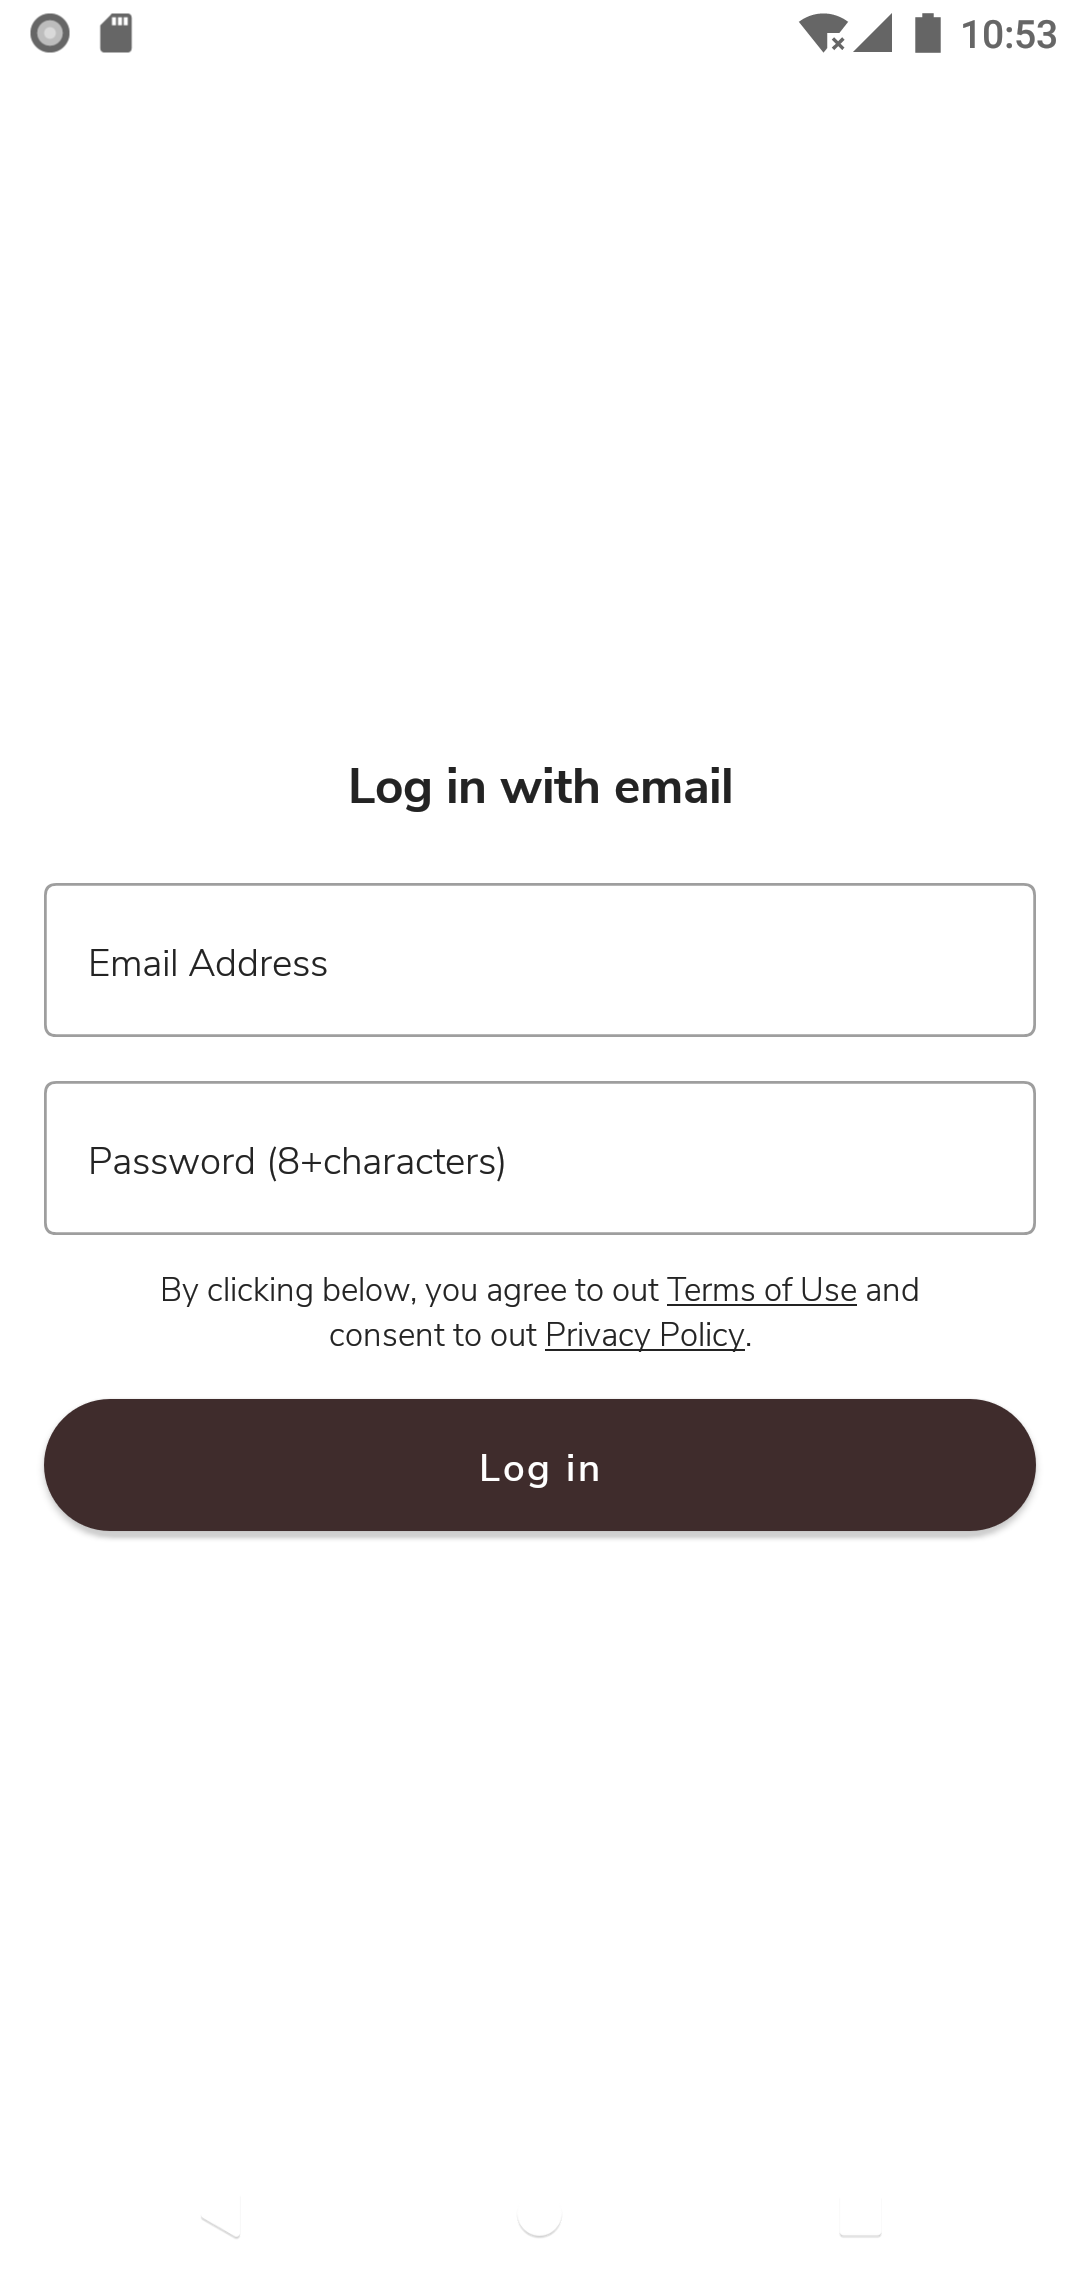 10:53
Log in with email
Email Address
Password (8+characters)
By clicking below, you agree to out Terms of Use and
consent to out Privacy Policy.
Log in